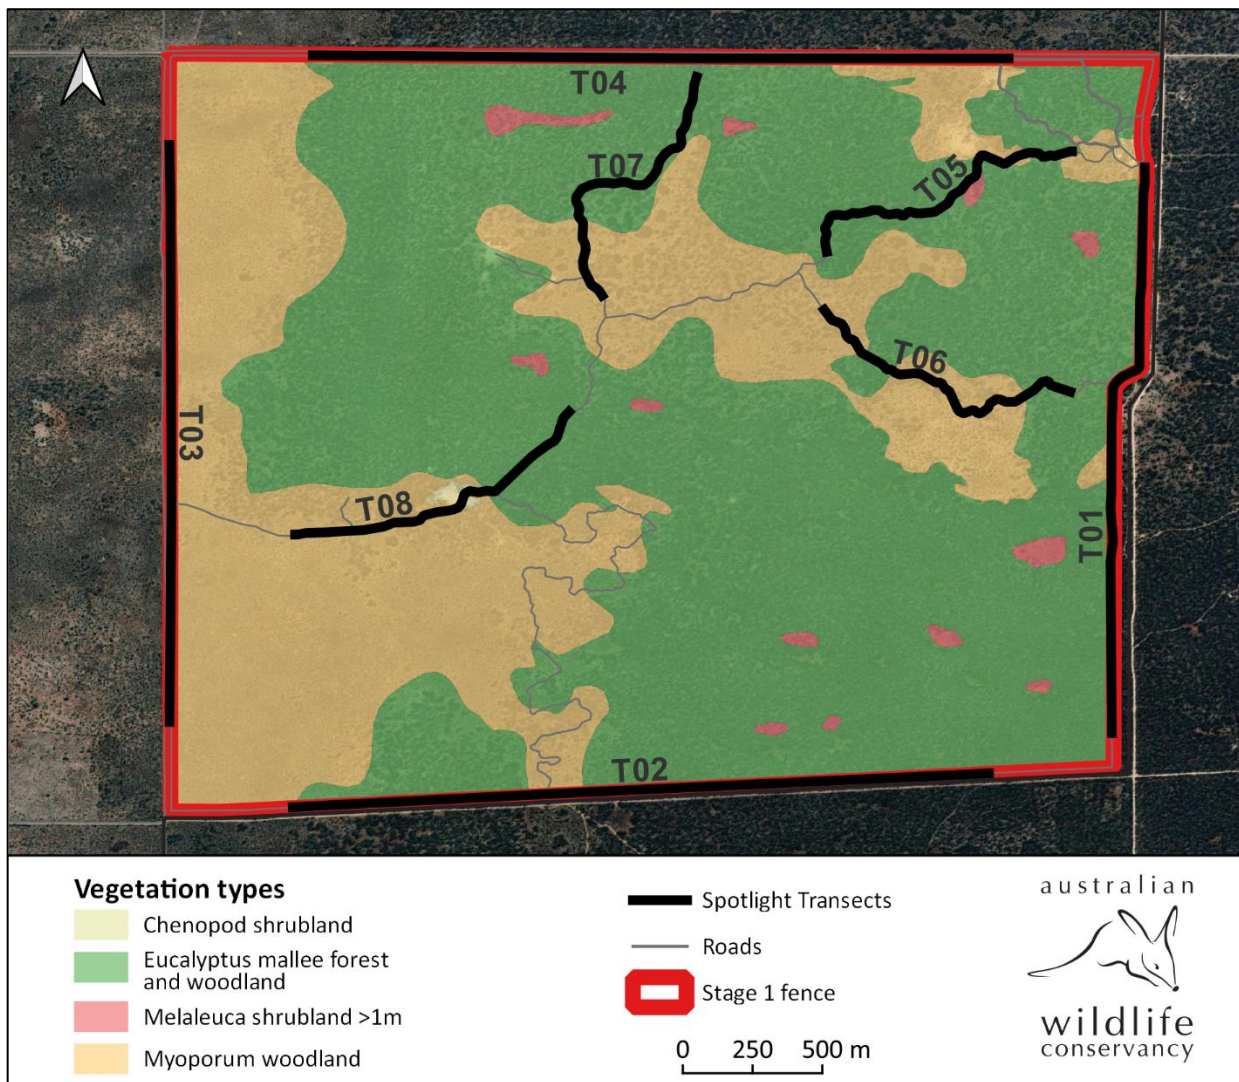 T04
T07
T05
T06
T03
T08
T01
T02
Vegetation types
Chenopod shrubland
Eucalyptus mallee forest
and woodland
Melaleuca shrubland >1m
Myoporum woodland
Spotlight Transects
Roads
Stage 1 fence
0 250 500 m
australian
wildlife
conservancy